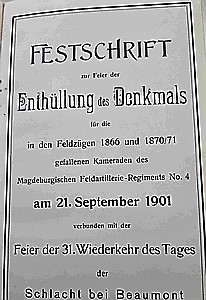 FESTSCHRIFT
zur Feier der
Enthüllung des Denkmals
für die
in den Feldzügen 1866 und 1870/71
gefallenen Kameraden des
Magdeburgischen Feldartillerie-Regiments No. 4
am 21. September 1901
verbunden mit der
Feier der 31. Wiederkehr des Tages
der
Schlacht bei Beaumont